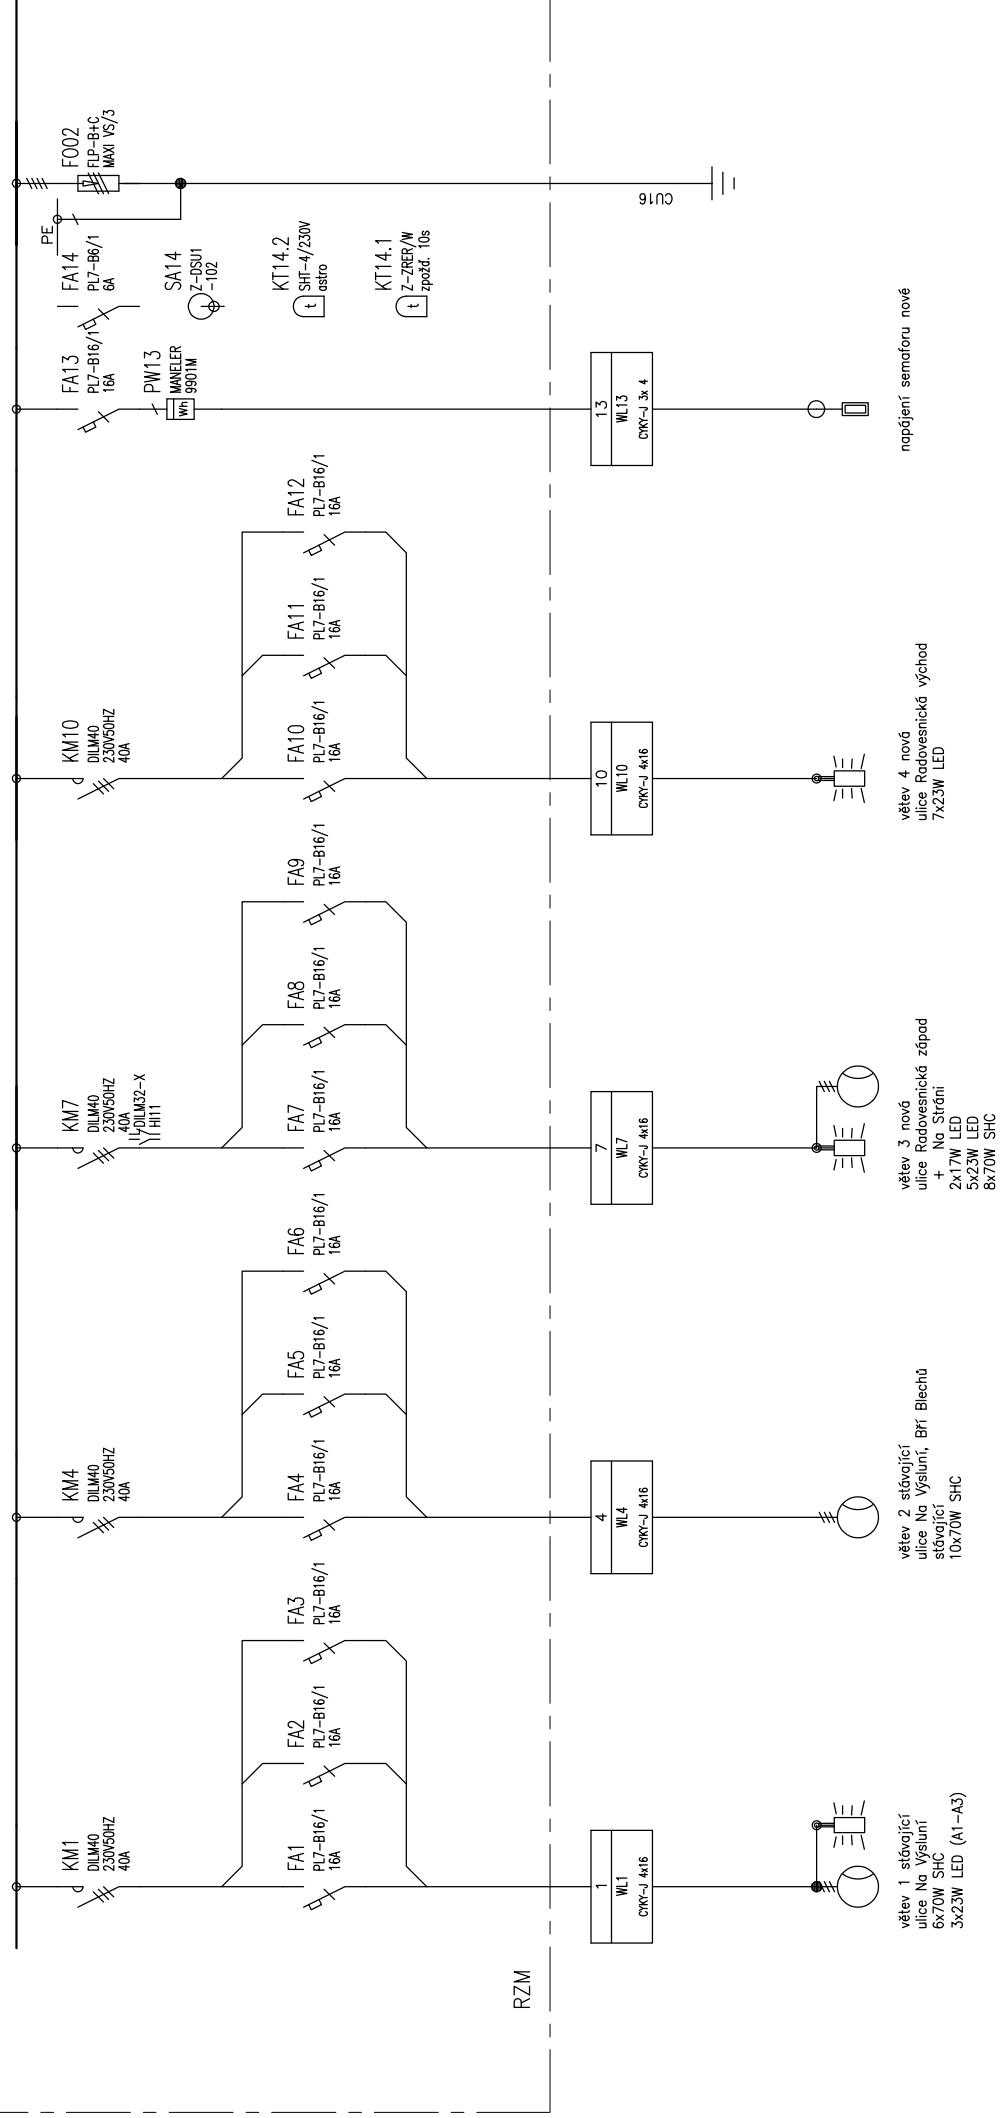 KM1
DILM40
230V50HZ
40A
KM4
DILM40
230V50HZ
40A
KM7
DILM40
230V50HZ
40A
DILM32-X
HI11
KM10
DILM40
230V50HZ
40A
FA13
PL7-B16/1
16A
PW13
MANELER
9901M
Wh
FA14
PL7-B6/1
6A
PE
F002
FLP-B+C
MAXI VS/3
SA14
Z-DSU1
-102
KT14.2
SHT-4/230V
astro
t
KT14.1
Z-ZRER/W
zpožd. 10s
t
CU16
FA1
PL7-B16/1
16A
FA2
PL7-B16/1
16A
FA3
PL7-B16/1
16A
FA4
PL7-B16/1
16A
FA5
PL7-B16/1
16A
FA6
PL7-B16/1
16A
FA7
PL7-B16/1
16A
FA8
PL7-B16/1
16A
FA9
PL7-B16/1
16A
FA10
PL7-B16/1
16A
FA11
PL7-B16/1
16A
FA12
PL7-B16/1
16A
RZM
1
WL1
CYKY-J 4x16
4
WL4
CYKY-J 4x16
7
WL7
CYKY-J 4x16
10
WL10
CYKY-J 4x16
13
WL13
CYKY-J 3x 4
větev 1 stávající
ulice Na Výsluní
6x70W SHC
3x23W LED (A1-A3)
větev 2 stávající
ulice Na Výsluní, Bří Blechů
stávající
10x70W SHC
větev 3 nová
ulice Radovesnická západ
+ Na Stráni
2x17W LED
5x23W LED
8x70W SHC
větev 4 nová
ulice Radovesnická východ
7x23W LED
napájení semaforu nové